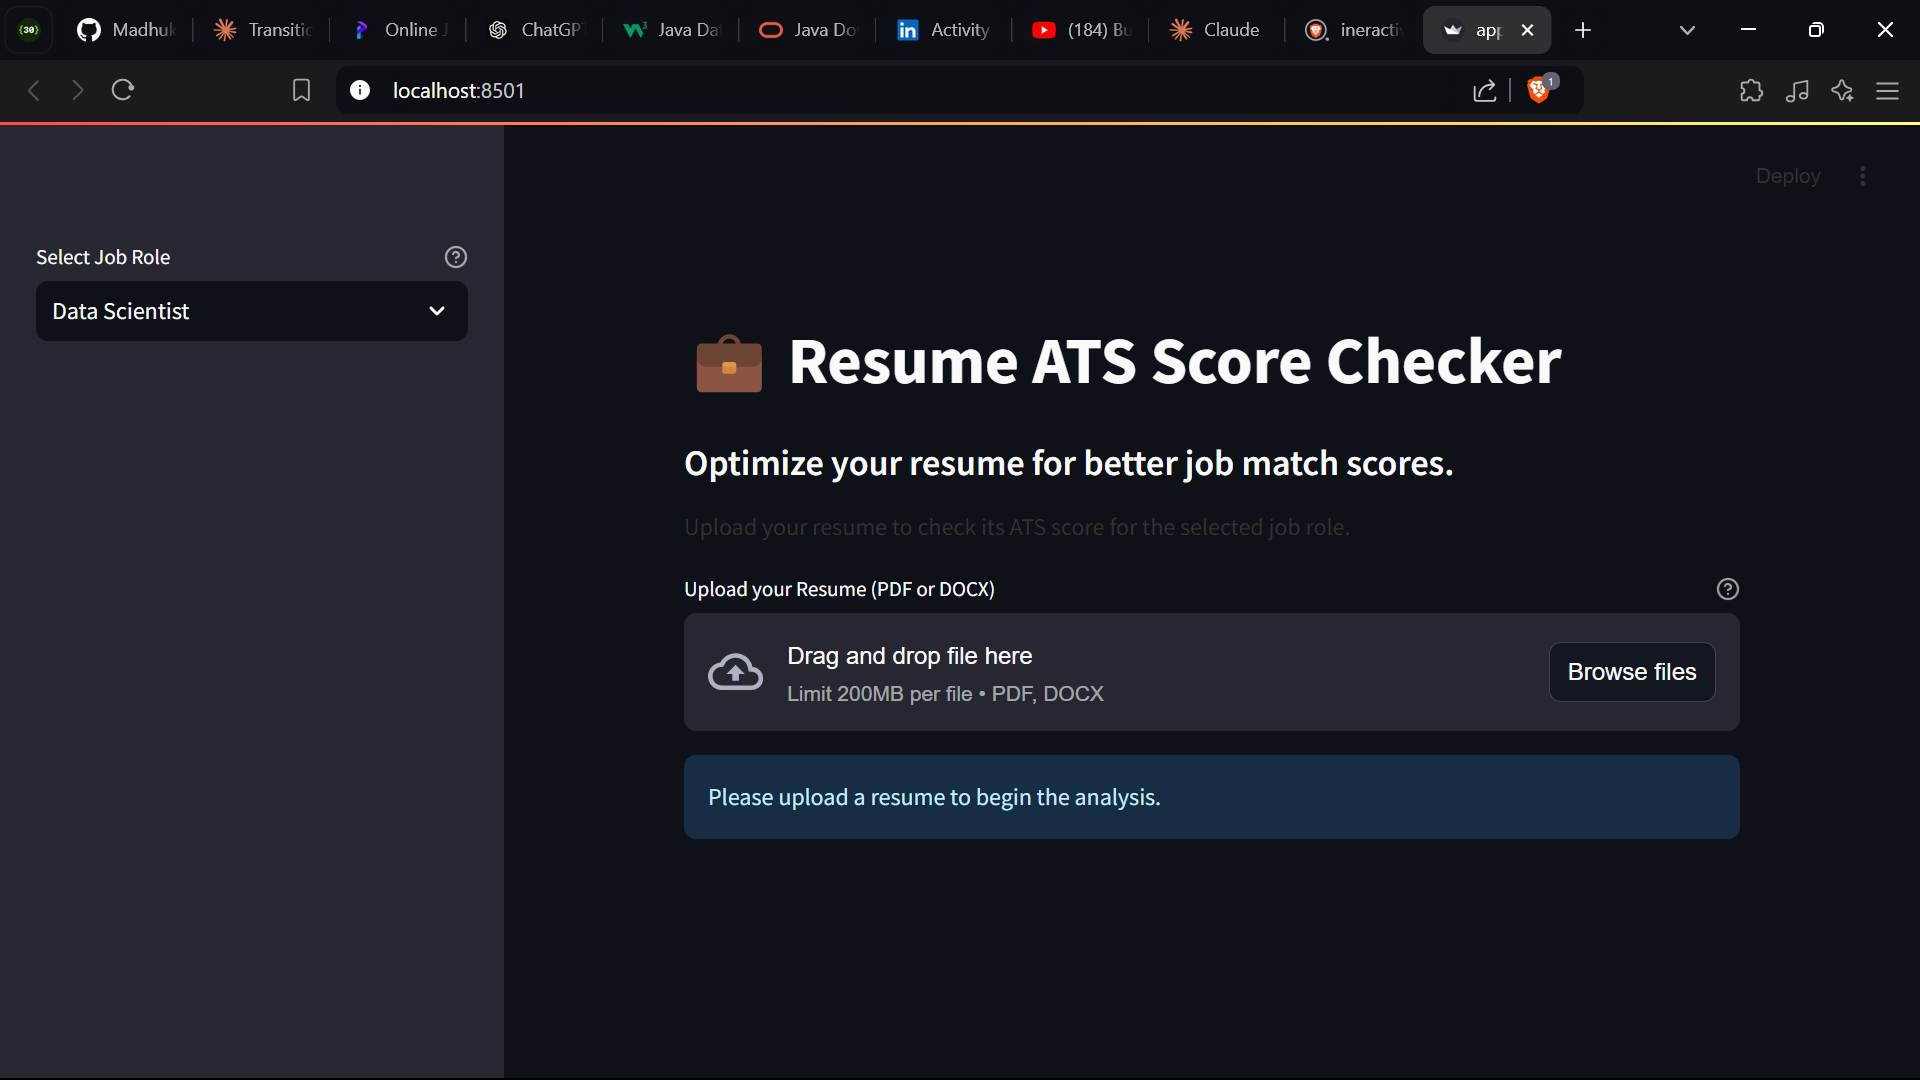 Madhuk
Transitic
Online J
ChatGP
Java Dat
Java Do
Activity
(184) Bu
Claude
ineractiv
app
localhost:8501
1
Deploy
Select Job Role
Data Scientist
Resume ATS Score Checker
Optimize your resume for better job match scores.
Upload your resume to check its ATS score for the selected job role.
Upload your Resume (PDF or DOCX)
Drag and drop file here
Limit 200MB per file • PDF, DOCX
Browse files
Please upload a resume to begin the analysis.